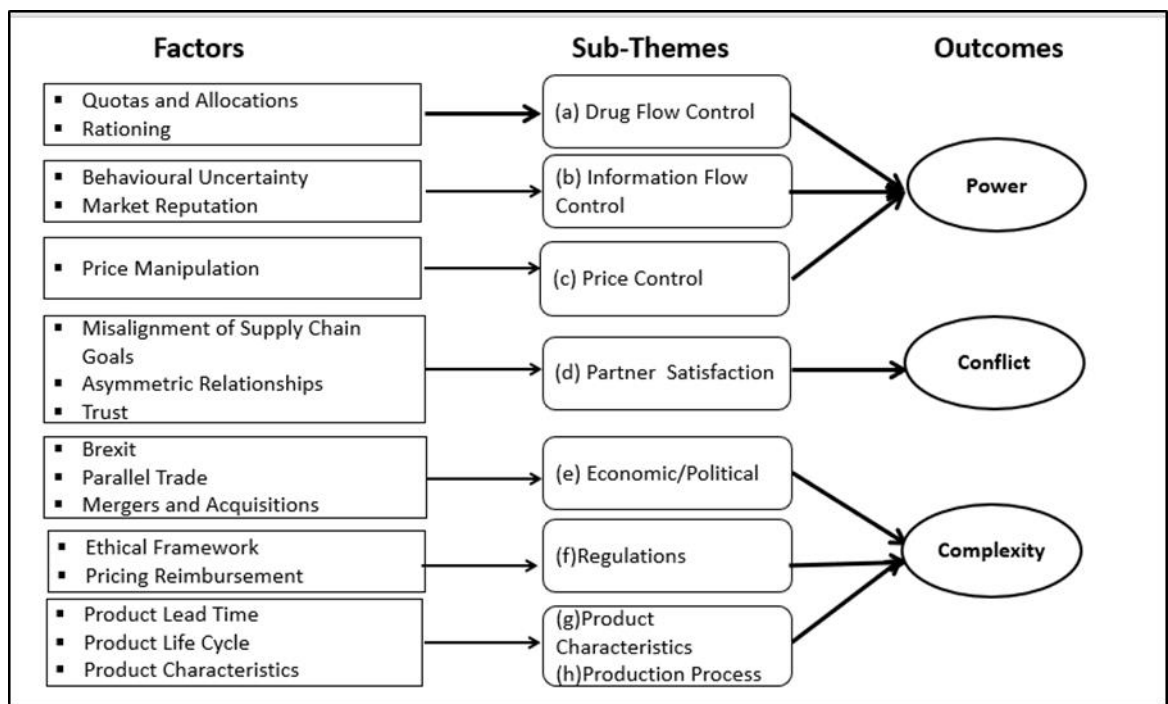 Factors
Sub-Themes
Outcomes
▪ Quotas and Allocations
▪ Rationing
(a) Drug Flow Control
▪ Behavioural Uncertainty
▪ Market Reputation
(b) Information Flow
Control
Power
▪ Price Manipulation
(c) Price Control
▪ Misalignment of Supply Chain
Goals
▪ Asymmetric Relationships
▪ Trust
(d) Partner Satisfaction
Conflict
▪ Brexit
▪ Parallel Trade
▪ Mergers and Acquisitions
(e) Economic/Political
▪ Ethical Framework
▪ Pricing Reimbursement
(f)Regulations
Complexity
▪ Product Lead Time
▪ Product Life Cycle
▪ Product Characteristics
(g)Product
Characteristics
(h)Production Process